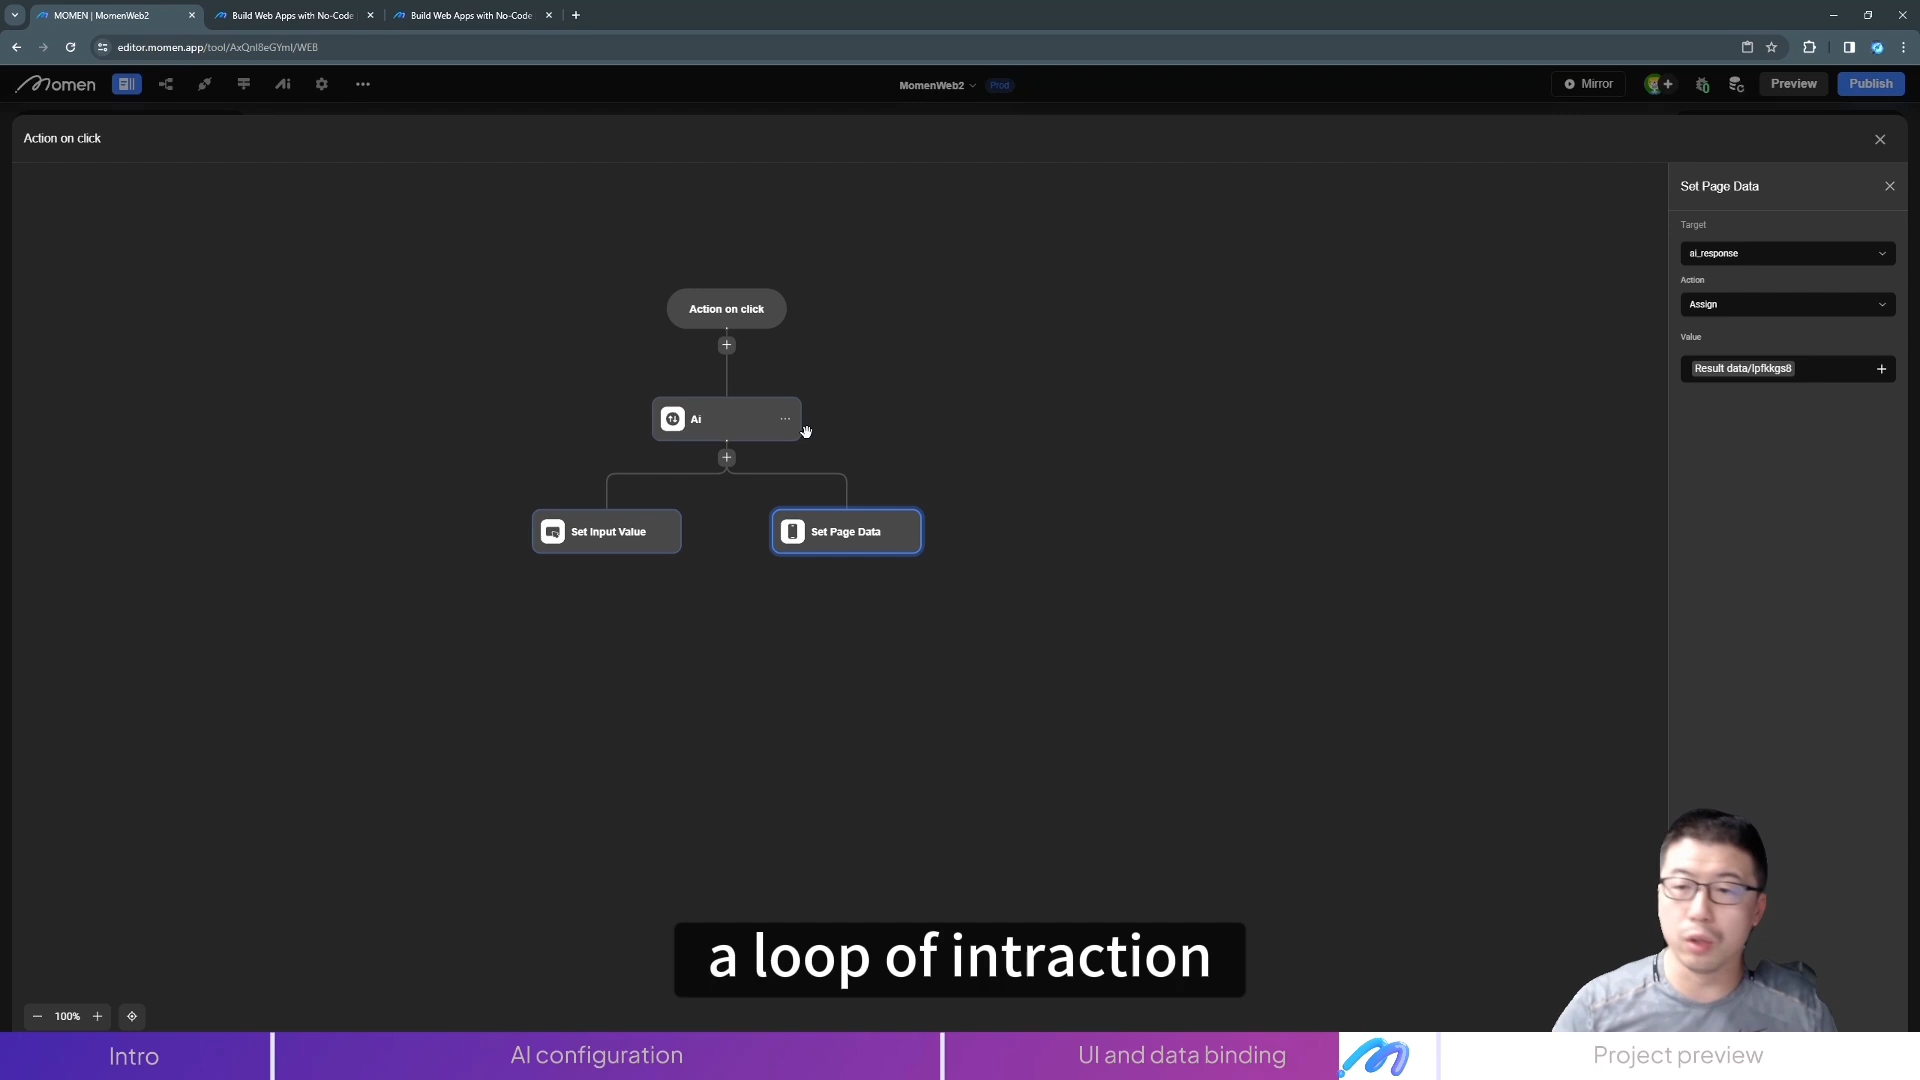 MOMEN | MomenWeb2
Build Web Apps with No-Code
Build Web Apps with No-Code
editor.momen.app/tool/AxQnl8eGYml/WEB
Momen
Ai
MomenWeb2
Prod
Mirror
Preview
Publish
Action on click
Set Page Data
Target
ai_response
Action
Assign
Value
Result data/lpfkkgs8
Action on click
Ai
Set Input Value
Set Page Data
a loop of intraction
100%
Intro
AI configuration
UI and data binding
Project preview